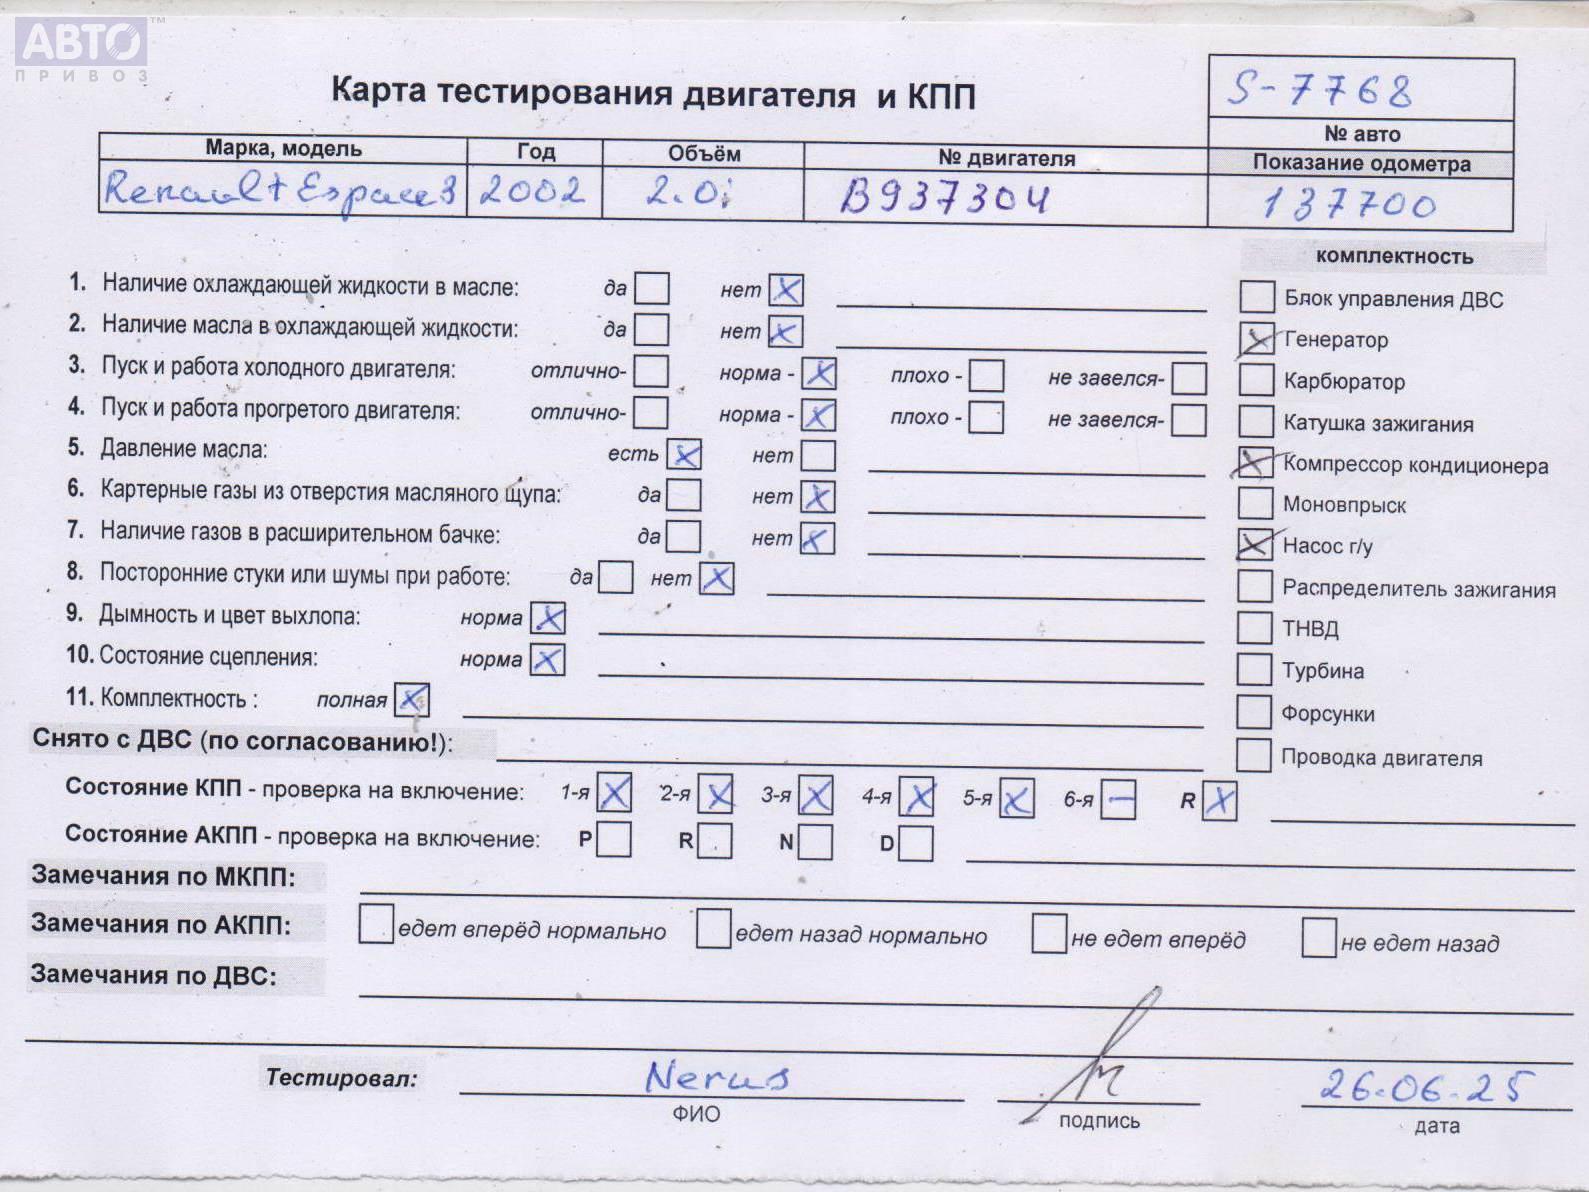 АВТО™
ПРИВОЗ
Карта тестирования двигателя и КПП
S-7768
№ авто
Марка, модель Год Объём № двигателя Показание одометра
Renault Espace3 2002 2.0i B937304 137700
комплектность
1. Наличие охлаждающей жидкости в масле: да нет X
Блок управления ДВС
2. Наличие масла в охлаждающей жидкости: да нет X
X Генератор
3. Пуск и работа холодного двигателя: отлично- норма - X плохо - не завелся-
Карбюратор
4. Пуск и работа прогретого двигателя: отлично- норма - X плохо - не завелся-
Катушка зажигания
5. Давление масла: есть X нет
X Компрессор кондиционера
6. Картерные газы из отверстия масляного щупа: да нет X
Моновпрыск
7. Наличие газов в расширительном бачке: да нет X
X Насос г/у
8. Посторонние стуки или шумы при работе: да нет X
Распределитель зажигания
9. Дымность и цвет выхлопа: норма X
ТНВД
10. Состояние сцепления: норма X
Турбина
11. Комплектность : полная X
Форсунки
Снято с ДВС (по согласованию!):
Проводка двигателя
Состояние КПП - проверка на включение: 1-я X 2-я X 3-я X 4-я X 5-я X 6-я – R X
Состояние АКПП - проверка на включение: P R N D
Замечания по МКПП:
Замечания по АКПП: едет вперёд нормально едет назад нормально не едет вперёд не едет назад
Замечания по ДВС:
Тестировал: Nerus 26.06.25
ФИО подпись дата